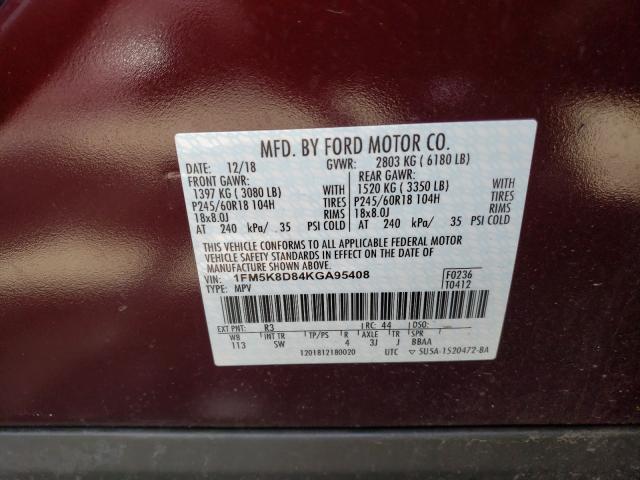 MFD. BY FORD MOTOR CO.
DATE: 12/18 GVWR: 2803 KG ( 6180 LB)
FRONT GAWR: REAR GAWR:
1397 KG ( 3080 LB) WITH 1520 KG ( 3350 LB) WITH
P245/60R18 104H TIRES P245/60R18 104H TIRES
18x8.0J RIMS 18x8.0J RIMS
AT 240 kPa/ 35 PSI COLD AT 240 kPa/ 35 PSI COLD
THIS VEHICLE CONFORMS TO ALL APPLICABLE FEDERAL MOTOR
VEHICLE SAFETY AND BUMPER STANDARDS IN EFFECT ON THE DATE OF
MANUFACTURE SHOWN ABOVE.
VIN: 1FM5K8D84KGA95408 F0236
TYPE: MPV T0412
EXT PNT: R3 RC: 44 DSO:
WB INT TR TP/PS R AXLE TR SPR
113 SW 4 3J J BBAA
1201812180020 UTC ▽ 5U5A-1520472-BA